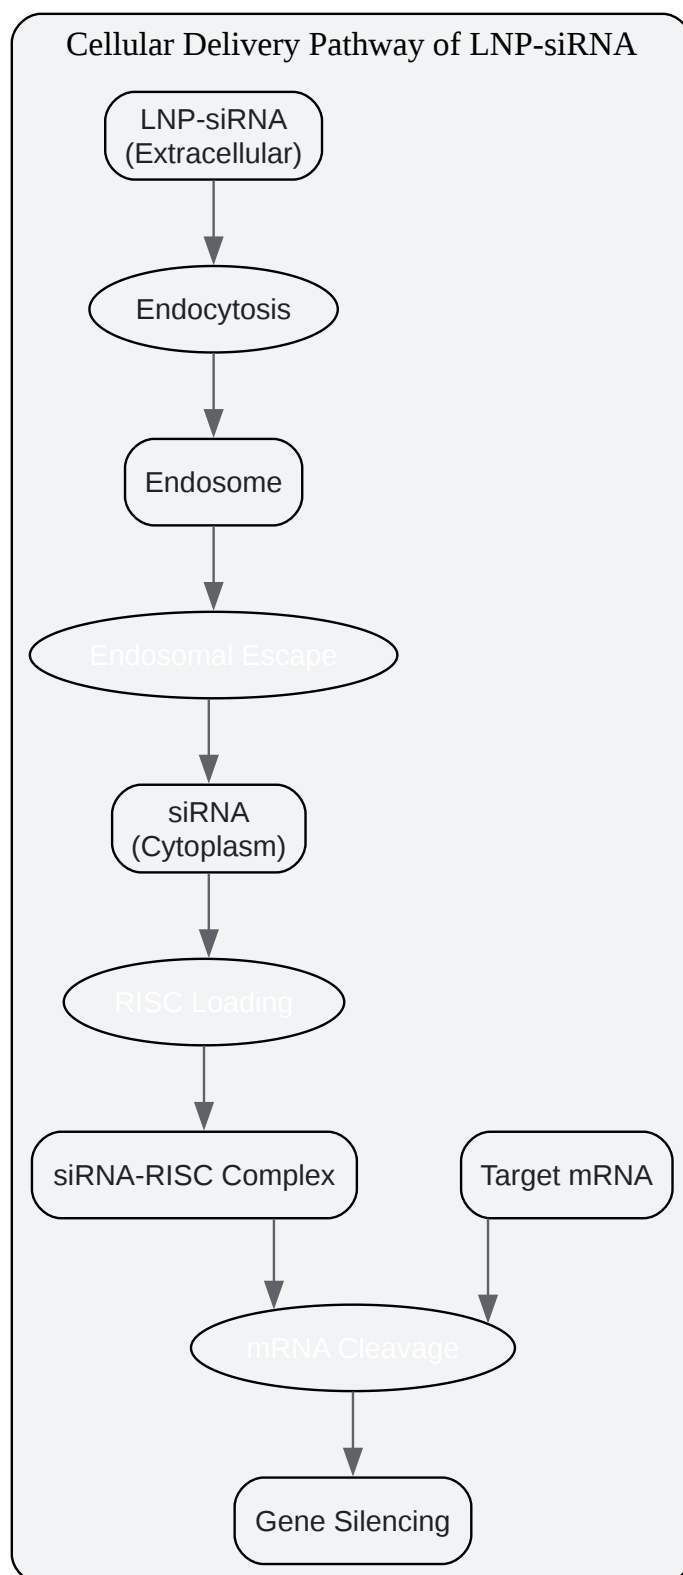 Cellular Delivery Pathway of LNP-siRNA
LNP-siRNA
(Extracellular)
Endocytosis
Endosome
Endosomal Escape
siRNA
(Cytoplasm)
RISC Loading
siRNA-RISC Complex
Target mRNA
mRNA Cleavage
Gene Silencing